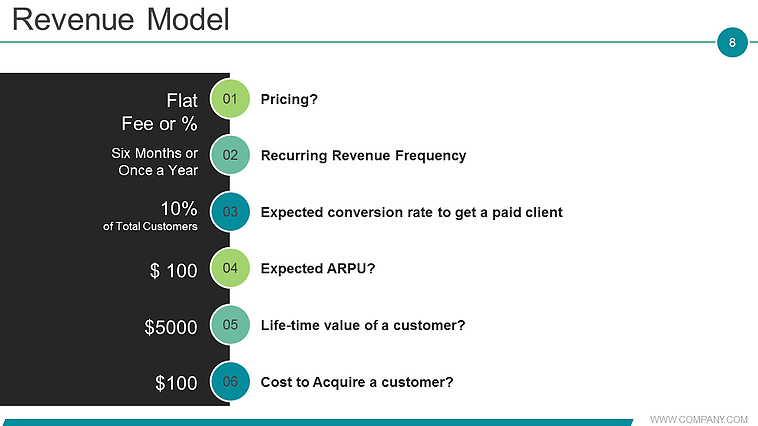 Revenue Model
8
Flat
Fee or %
01
Pricing?
Six Months or
Once a Year
02
Recurring Revenue Frequency
10%
of Total Customers
03
Expected conversion rate to get a paid client
$ 100
04
Expected ARPU?
$5000
05
Life-time value of a customer?
$100
06
Cost to Acquire a customer?
WWW.COMPANY.COM